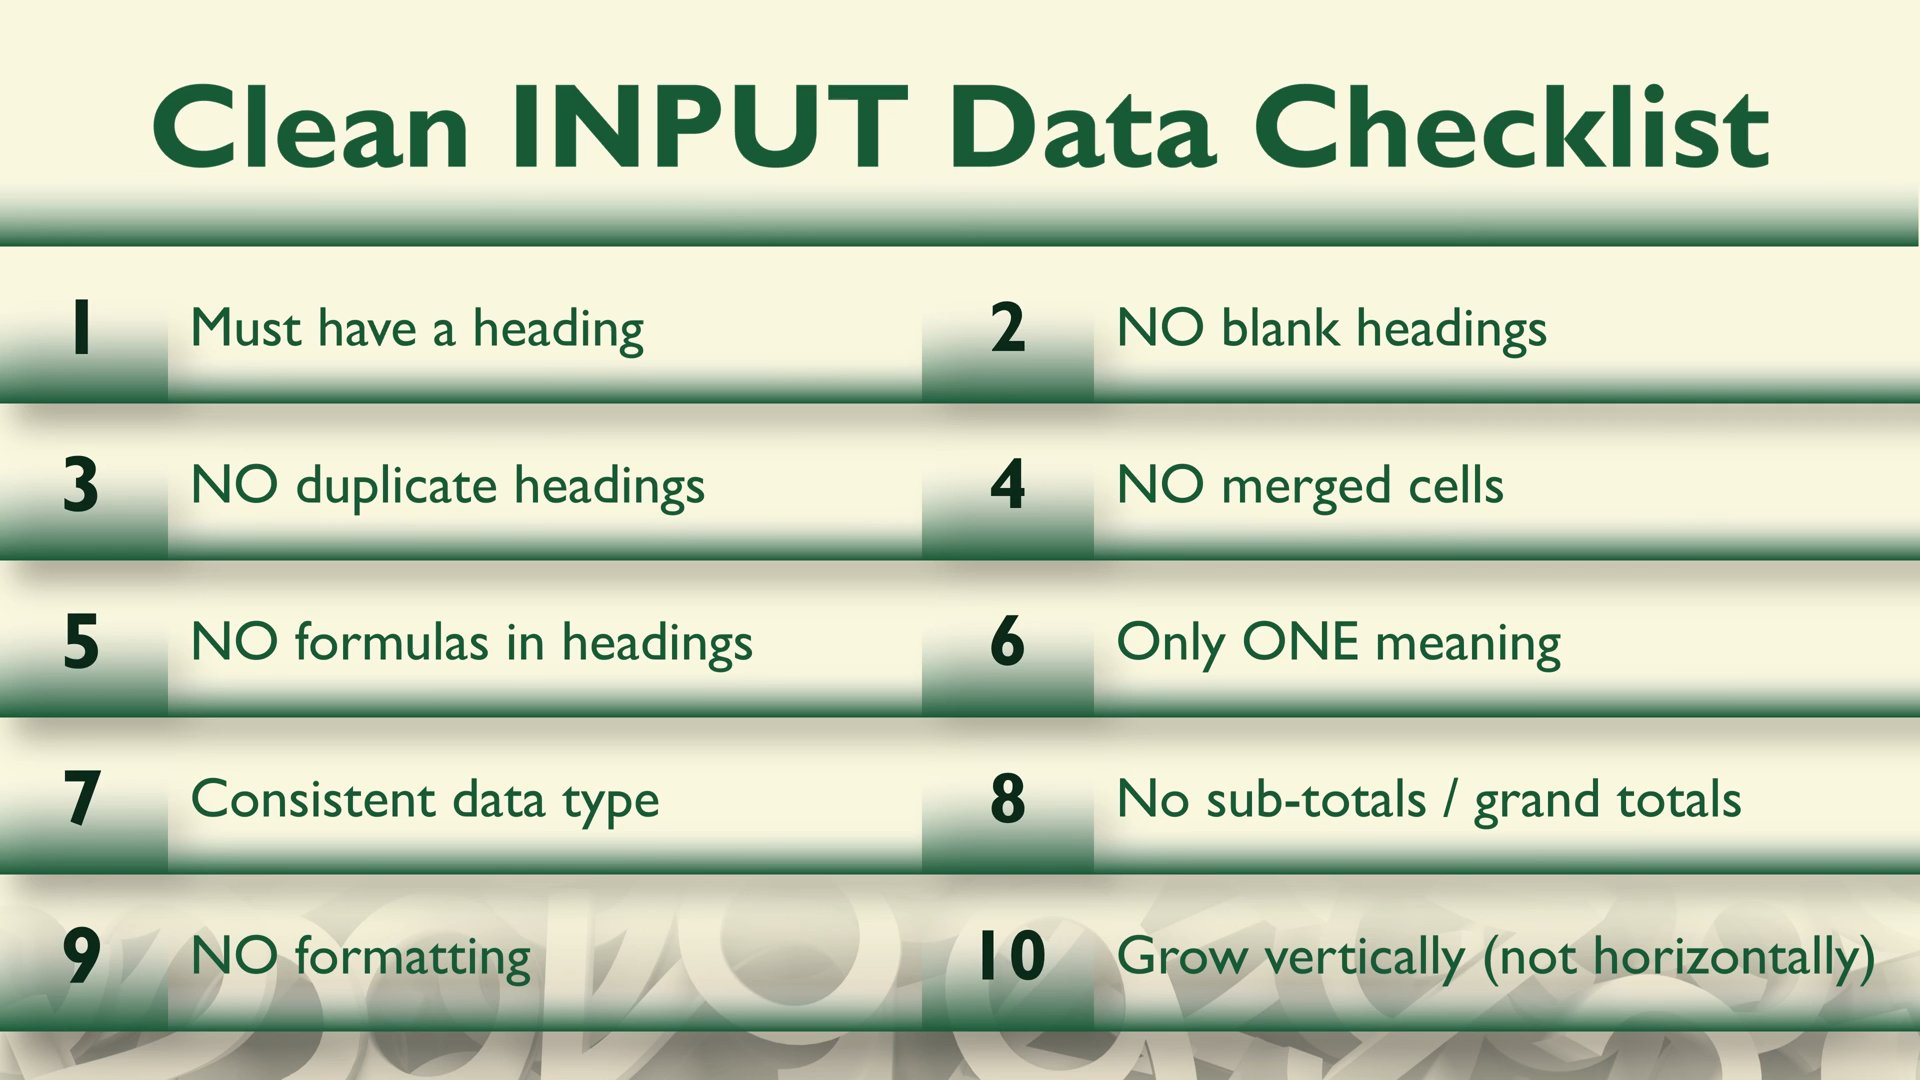 Clean INPUT Data Checklist
1 Must have a heading
2 NO blank headings
3 NO duplicate headings
4 NO merged cells
5 NO formulas in headings
6 Only ONE meaning
7 Consistent data type
8 No sub-totals / grand totals
9 NO formatting
10 Grow vertically (not horizontally)